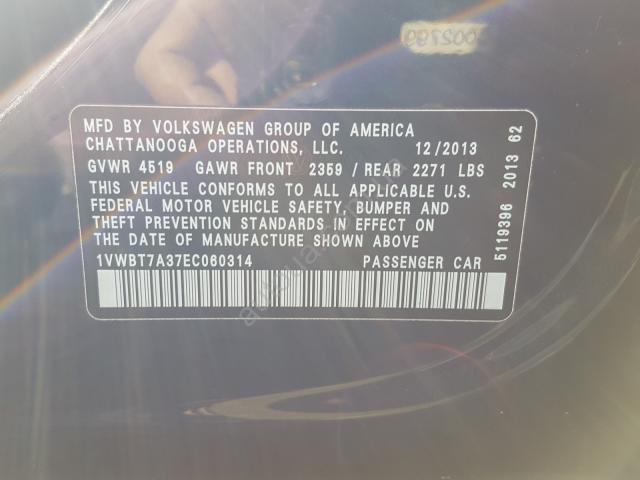 MFD BY VOLKSWAGEN GROUP OF AMERICA
CHATTANOOGA OPERATIONS, LLC. 12/2013
GVWR 4519 GAWR FRONT 2359 / REAR 2271 LBS
THIS VEHICLE CONFORMS TO ALL APPLICABLE U.S.
FEDERAL MOTOR VEHICLE SAFETY, BUMPER AND
THEFT PREVENTION STANDARDS IN EFFECT ON
THE DATE OF MANUFACTURE SHOWN ABOVE
1VWBT7A37EC060314 PASSENGER CAR
5119396 2013 62